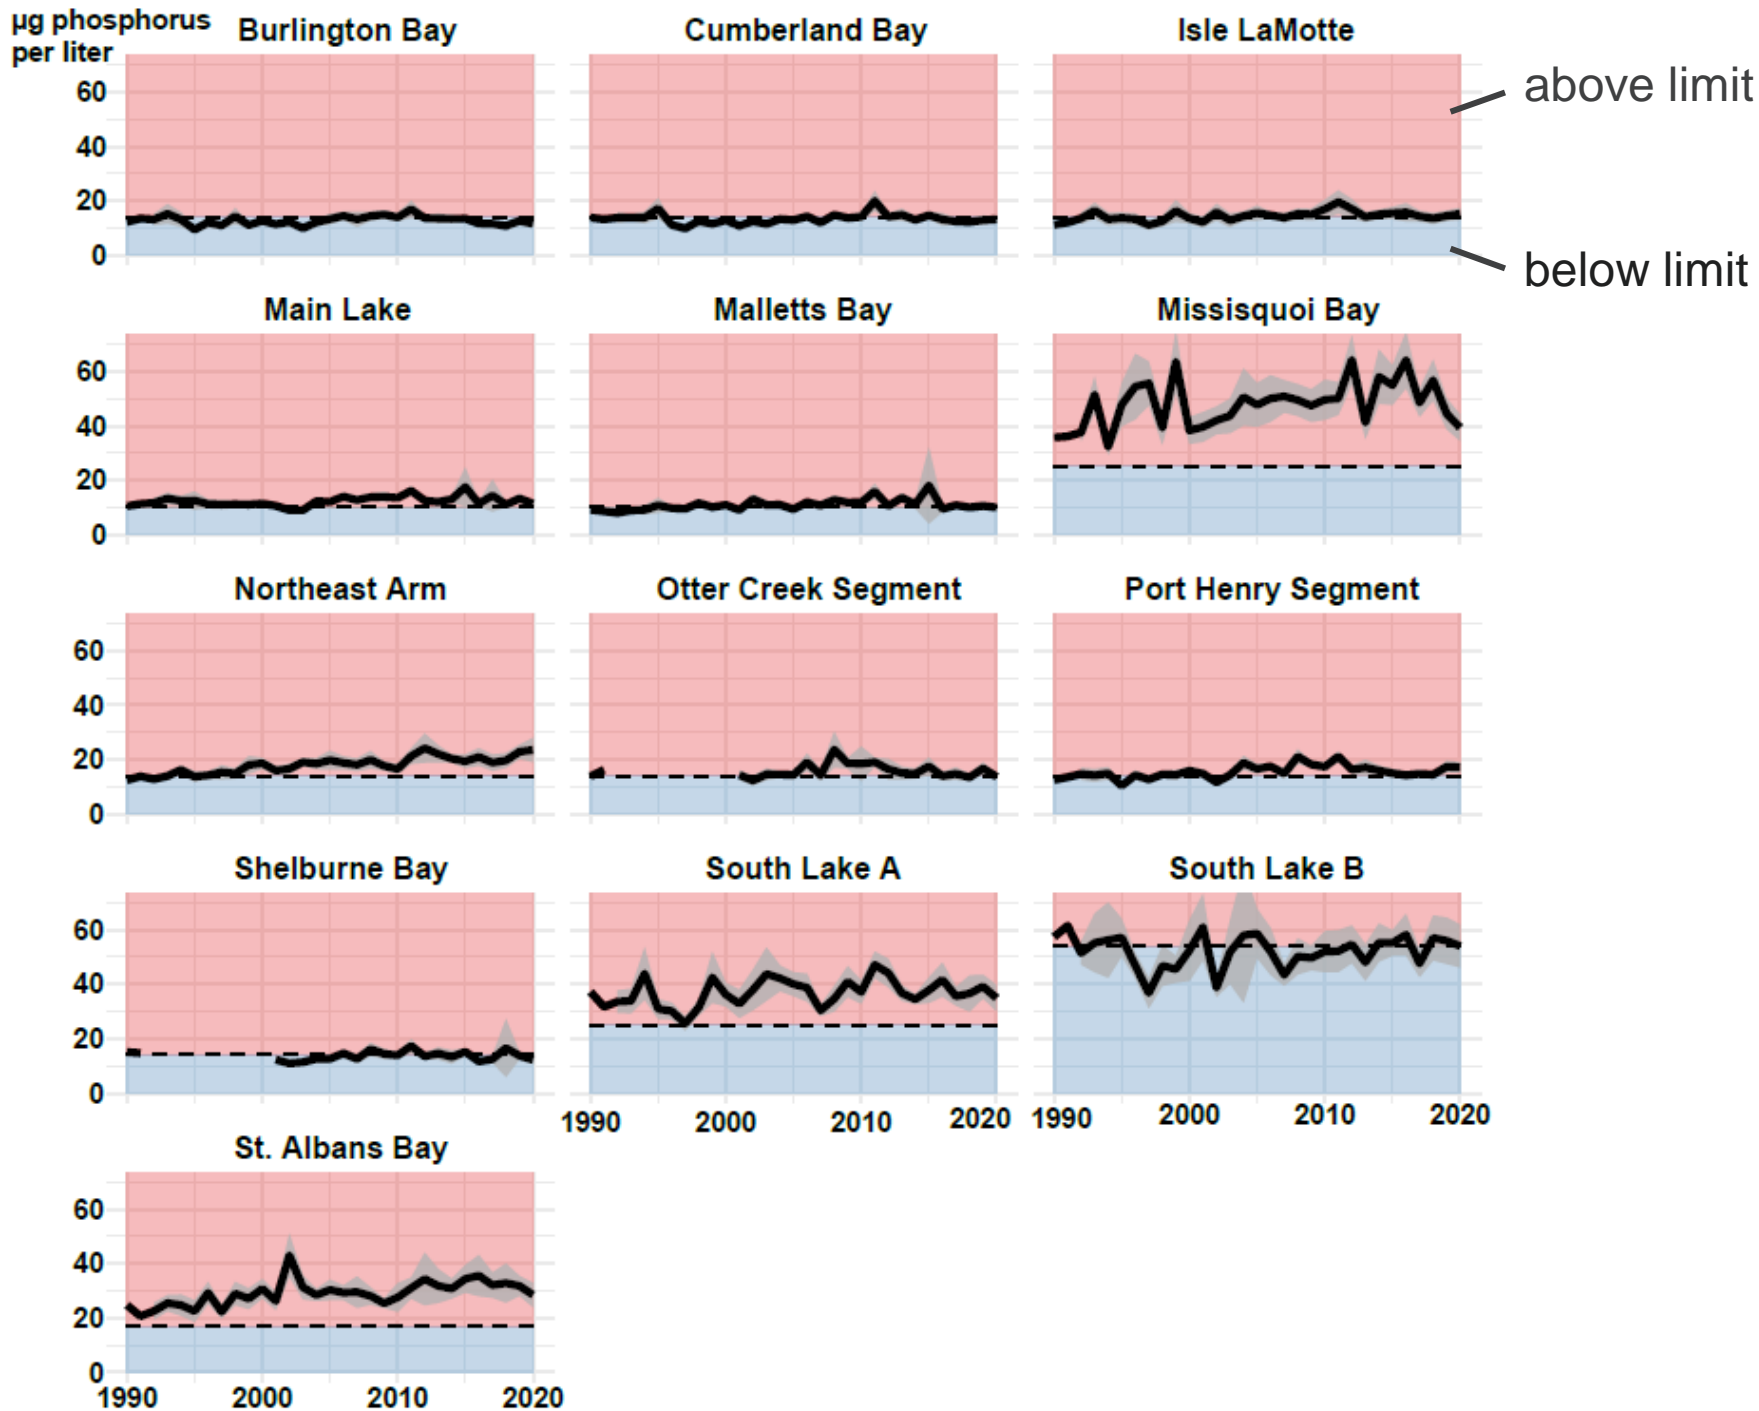 µg phosphorus
per liter
Burlington Bay
Cumberland Bay
Isle LaMotte
60
40
20
0
above limit
below limit
Main Lake
Malletts Bay
Missisquoi Bay
60
40
20
0
Northeast Arm
Otter Creek Segment
Port Henry Segment
60
40
20
0
Shelburne Bay
South Lake A
South Lake B
60
40
20
0
1990 2000 2010 2020
1990 2000 2010 2020
St. Albans Bay
60
40
20
0
1990 2000 2010 2020